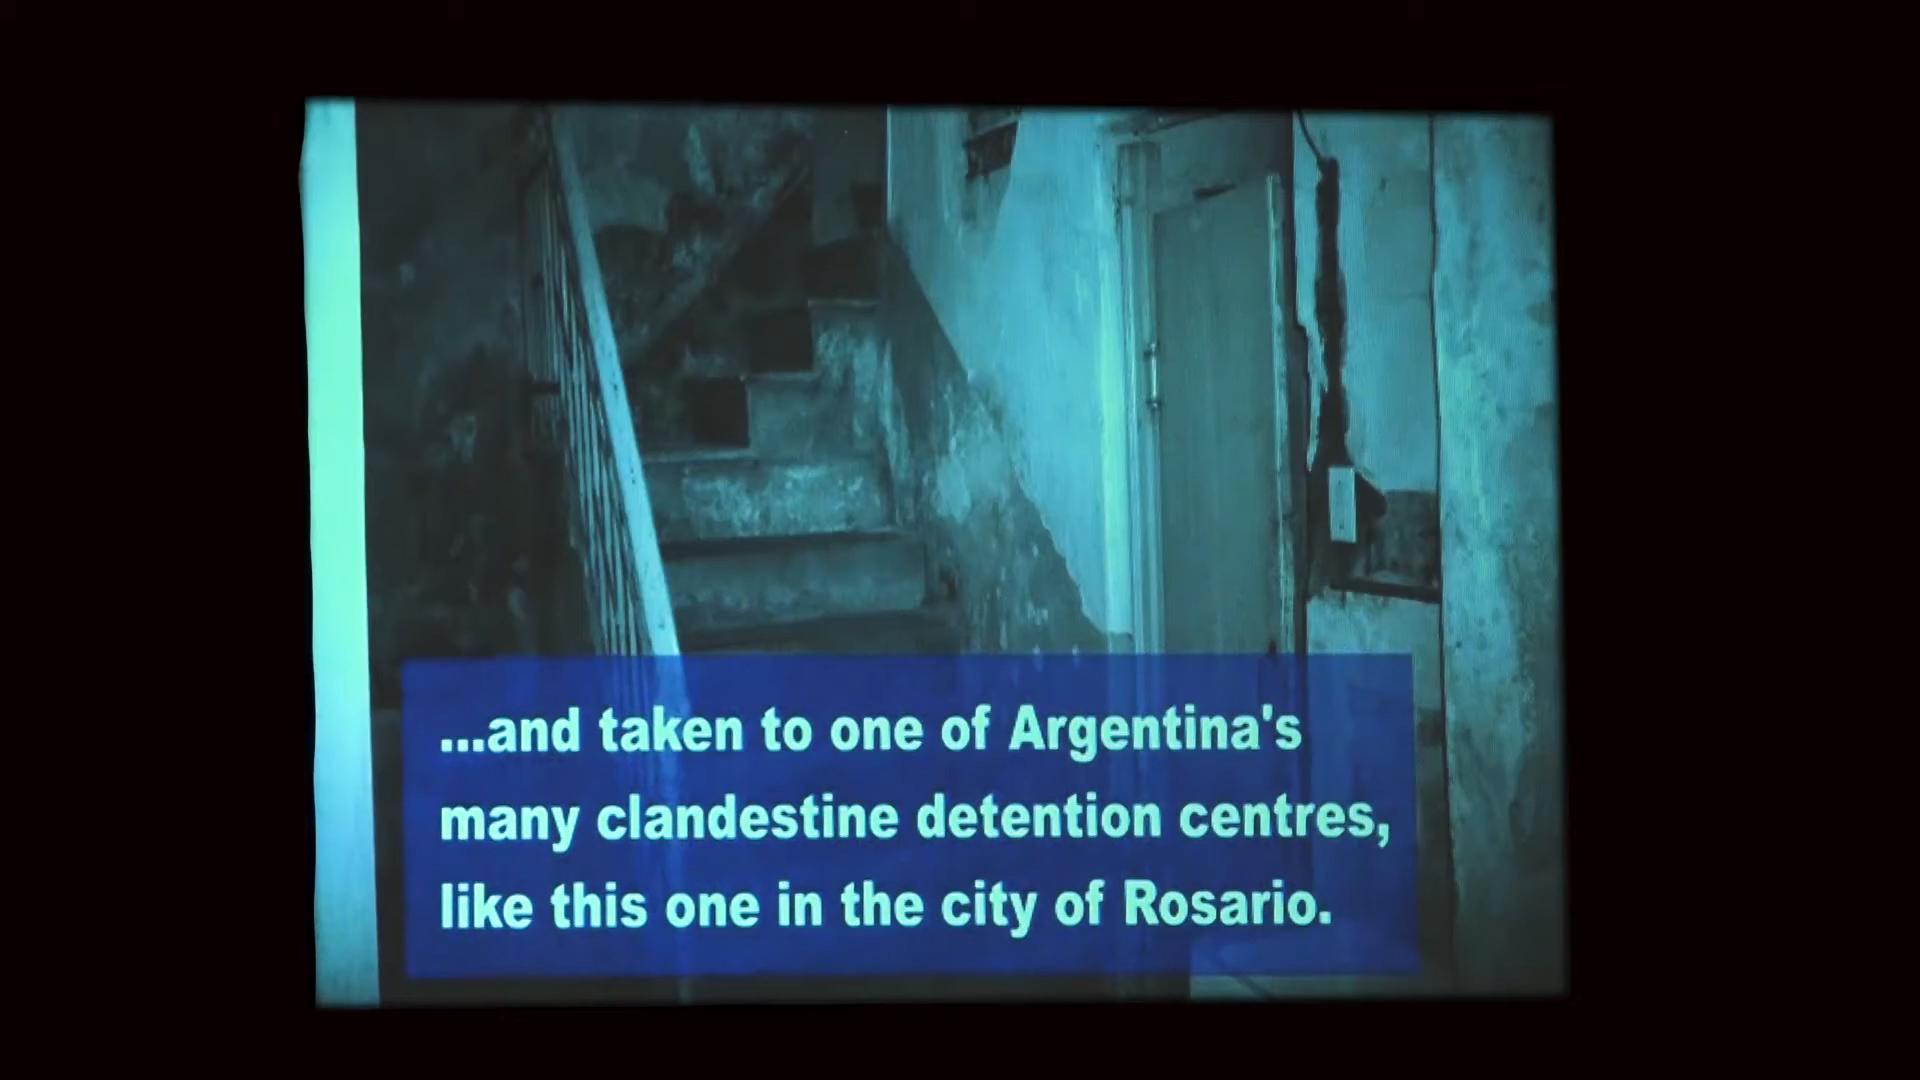 ...and taken to one of Argentina's
many clandestine detention centres,
like this one in the city of Rosario.